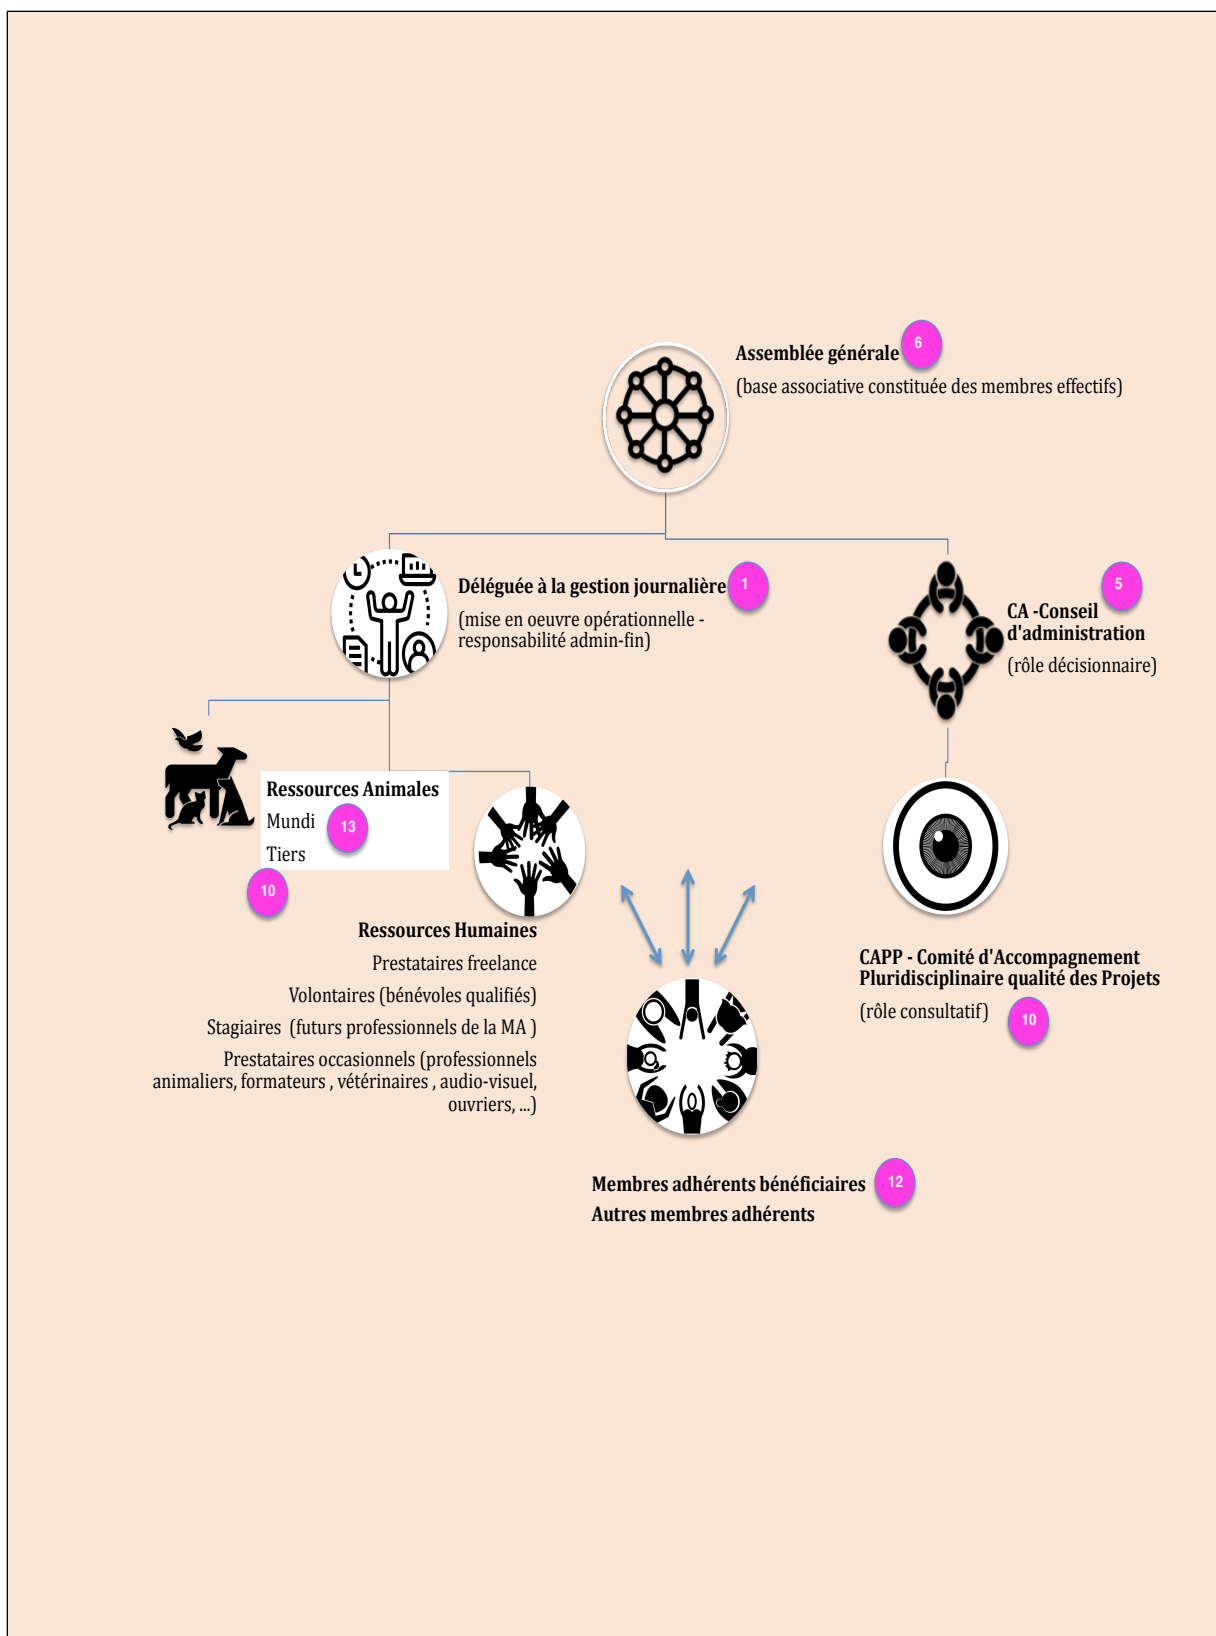 Assemblée générale
6
(base associative constituée des membres effectifs)
Déléguée à la gestion journalière
1
(mise en oeuvre opérationnelle -
responsabilité admin-fin)
5
CA -Conseil
d'administration
(rôle décisionnaire)
Ressources Animales
Mundi
13
Tiers
10
Ressources Humaines
Prestataires freelance
Volontaires (bénévoles qualifiés)
Stagiaires (futurs professionnels de la MA )
Prestataires occasionnels (professionnels
animaliers, formateurs , vétérinaires , audio-visuel,
ouvriers, ...)
CAPP - Comité d'Accompagnement
Pluridisciplinaire qualité des Projets
(rôle consultatif)
10
Membres adhérents bénéficiaires
12
Autres membres adhérents